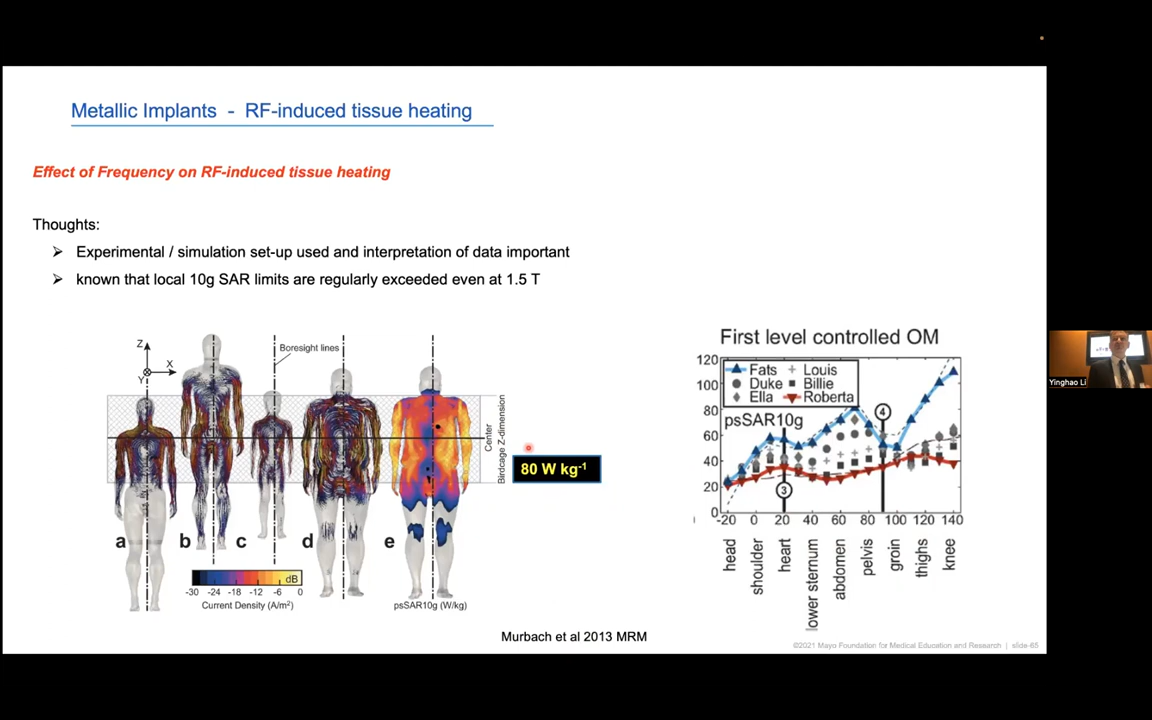 Metallic Implants - RF-induced tissue heating
Effect of Frequency on RF-induced tissue heating
Thoughts:
➢ Experimental / simulation set-up used and interpretation of data important
➢ known that local 10g SAR limits are regularly exceeded even at 1.5 T
Z
X
Y
Boresight lines
Center
Birdcage Z-dimension
80 W kg-1
a
b
c
d
e
dB
-30 -24 -18 -12 -6 0
Current Density (A/m²)
psSAR10g (W/kg)
First level controlled OM
120
100
80
60
40
20
0
Fats
Louis
Duke
Billie
Ella
Roberta
psSAR10g
4
3
-20 0 20 40 60 80 100 120 140
head
shoulder
heart
lower sternum
abdomen
pelvis
groin
thighs
knee
Murbach et al 2013 MRM
©2021 Mayo Foundation for Medical Education and Research | slide-65
Yinghao Li